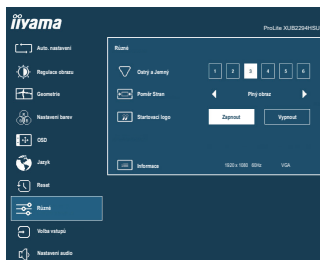 iiyama
ProLite XUB2294HSU
Auto. nastavení
Regulace obrazu
Geometrie
Nastavení barev
OSD
Jazyk
Reset
Různé
Volba vstupů
Nastavení audio
Různé
Ostrý a Jemný 1 2 3 4 5 6
Poměr Stran Plný obraz
Startovací logo Zapnout Vypnout
Informace 1920 x 1080 60Hz VGA